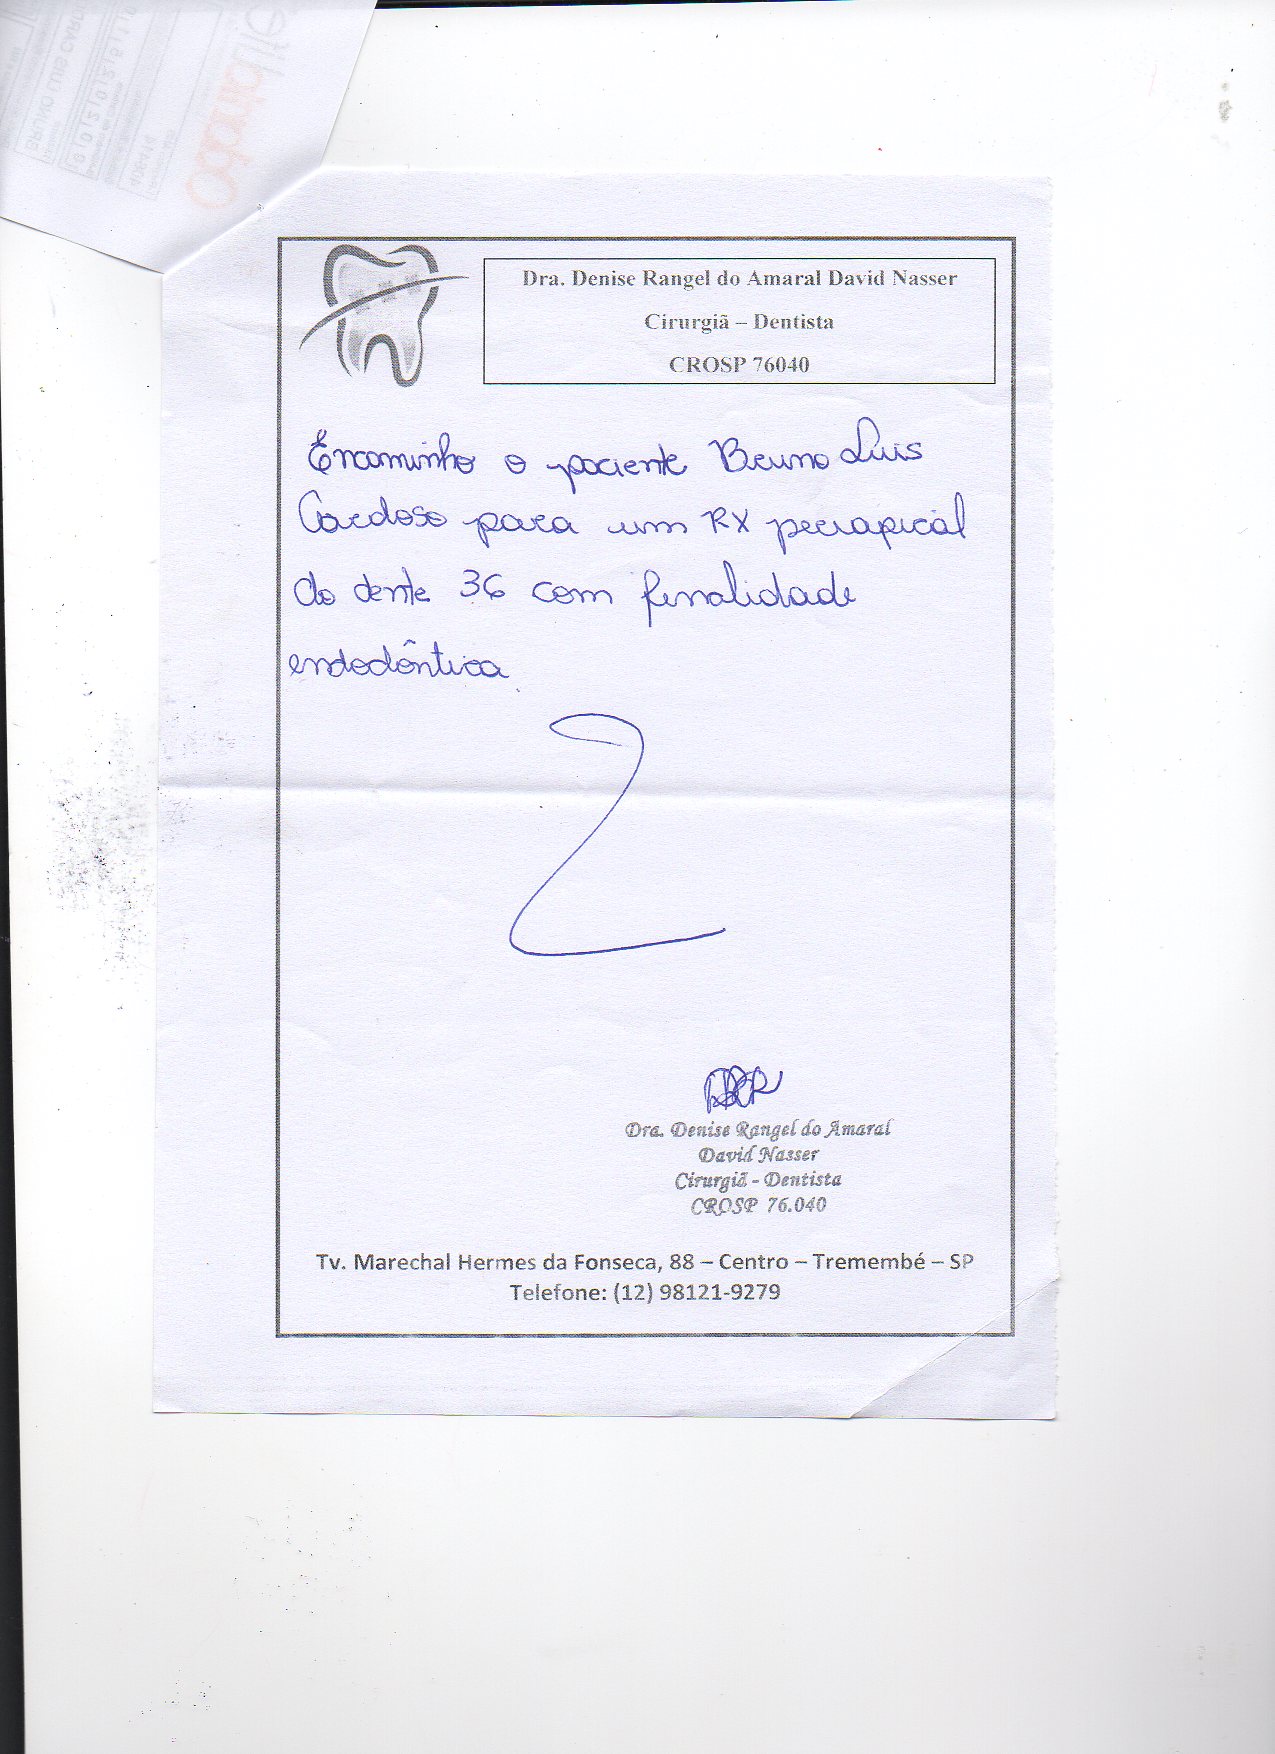 Dra. Denise Rangel do Amaral David Nasser
Cirurgiã – Dentista
CROSP 76040
Encaminho o paciente Bruno Luis
Cardoso para um RX periapical
do dente 36 com finalidade
endodôntica
Dra. Denise Rangel do Amaral
David Nasser
Cirurgiã - Dentista
CROSP 76.040
Tv. Marechal Hermes da Fonseca, 88 – Centro – Tremembé – SP
Telefone: (12) 98121-9279